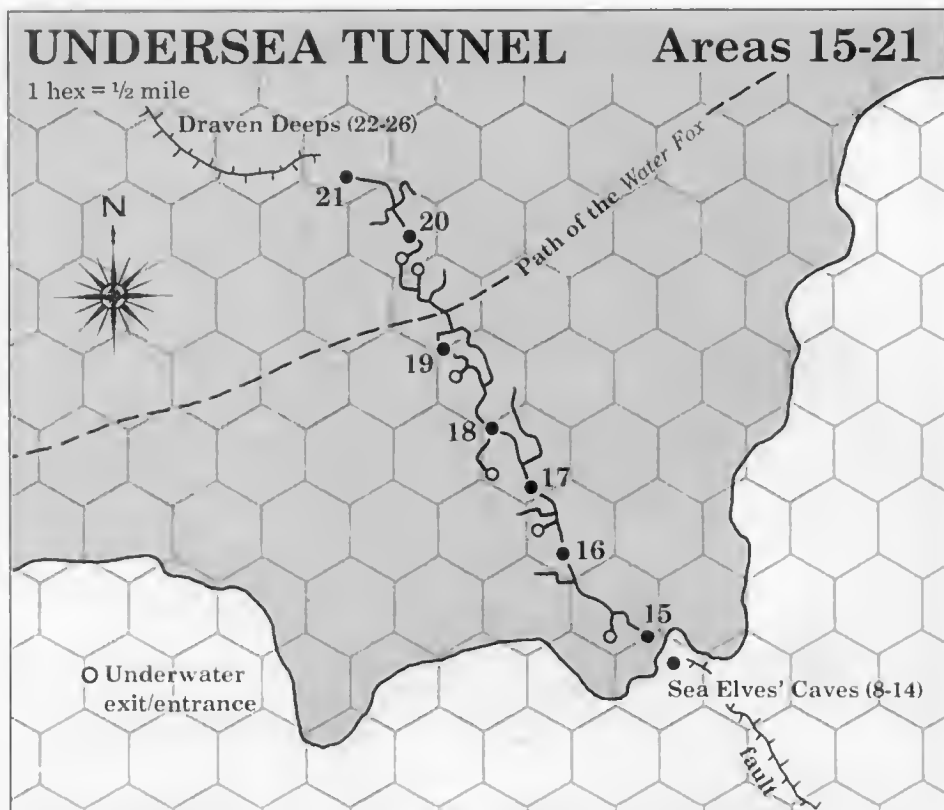 UNDERSEA TUNNEL Areas 15-21
1 hex = ½ mile
Draven Deeps (22-26)
N
21
20
Path of the Water Fox
19
18
17
16
15
Underwater
exit/entrance
Sea Elves' Caves (8-14)
fault